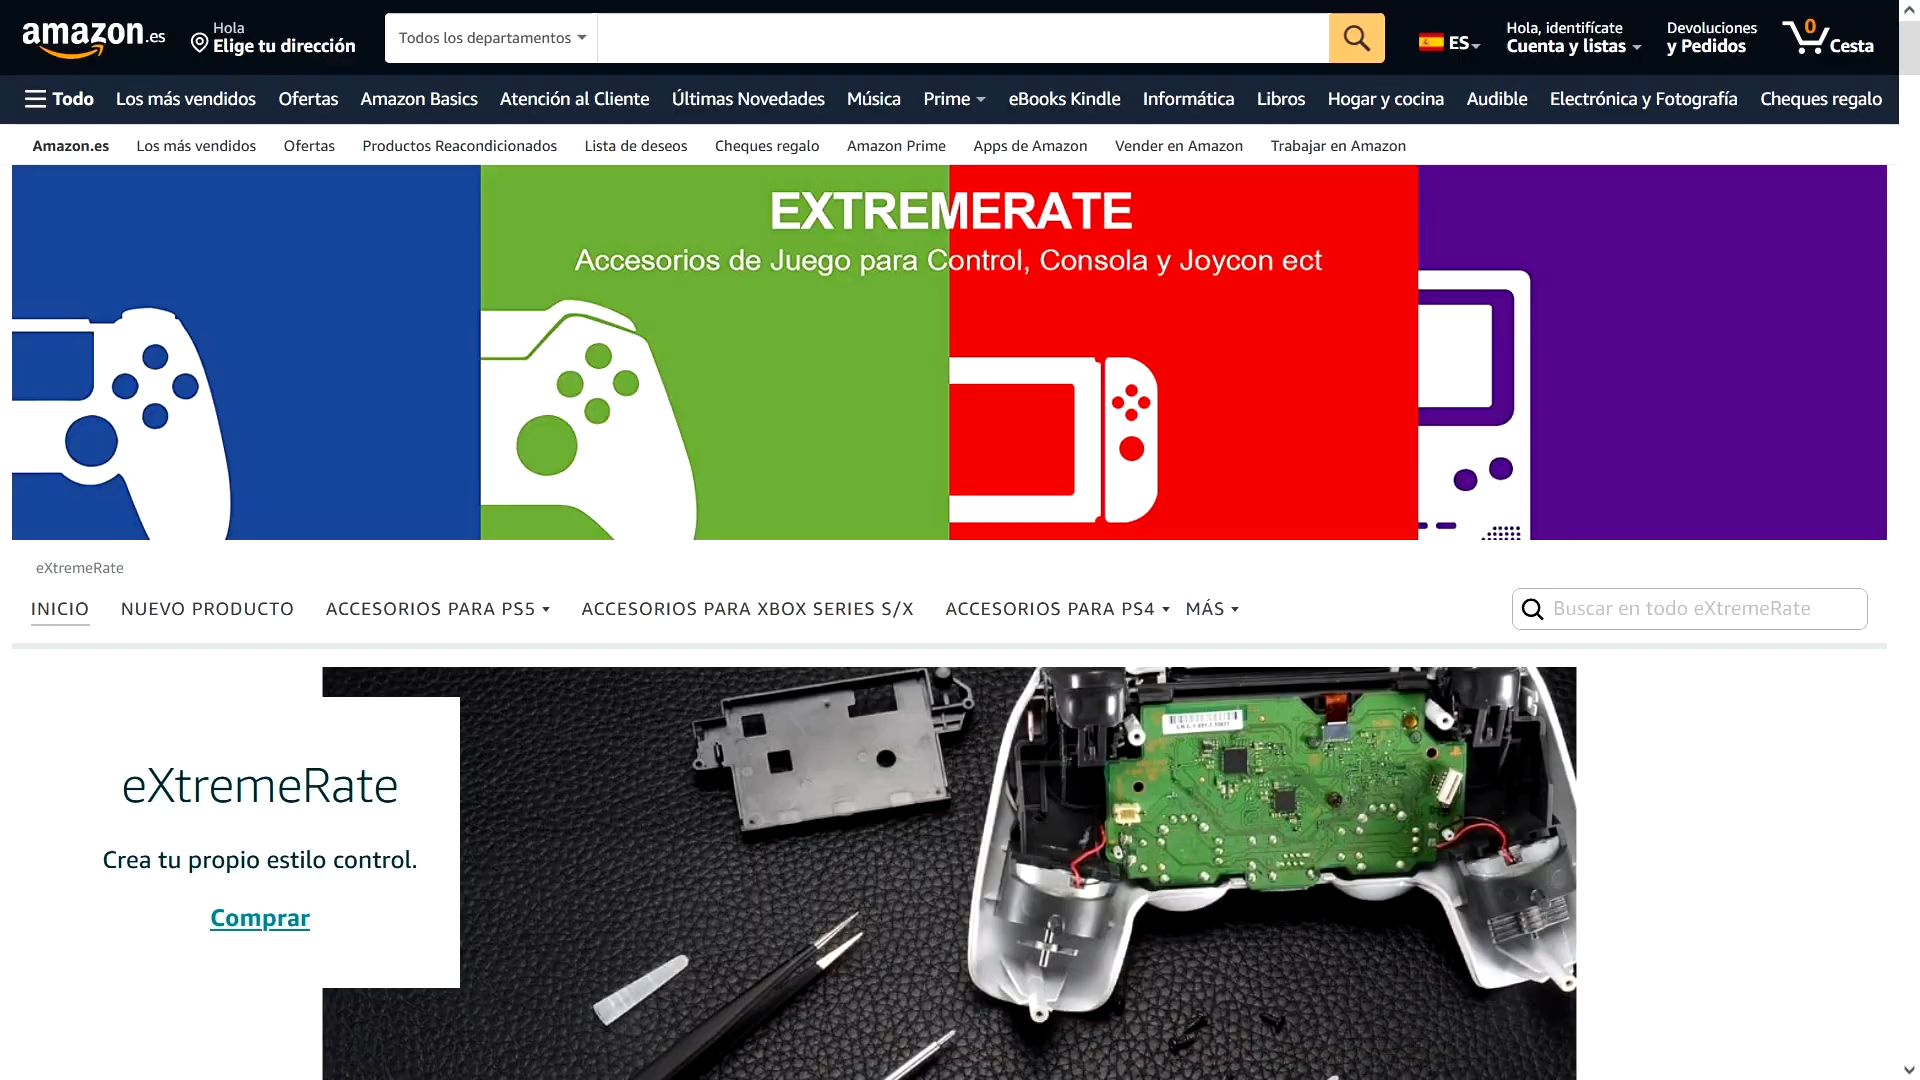 amazon.es
Hola
Elige tu dirección
Todos los departamentos
ES
Hola, identifícate
Cuenta y listas
Devoluciones
y Pedidos
0
Cesta
Todo
Los más vendidos
Ofertas
Amazon Basics
Atención al Cliente
Últimas Novedades
Música
Prime
eBooks Kindle
Informática
Libros
Hogar y cocina
Audible
Electrónica y Fotografía
Cheques regalo
Amazon.es
Los más vendidos
Ofertas
Productos Reacondicionados
Lista de deseos
Cheques regalo
Amazon Prime
Apps de Amazon
Vender en Amazon
Trabajar en Amazon
EXTREMERATE
Accesorios de Juego para Control, Consola y Joycon ect
eXtremeRate
INICIO
NUEVO PRODUCTO
ACCESORIOS PARA PS5
ACCESORIOS PARA XBOX SERIES S/X
ACCESORIOS PARA PS4
MÁS
Buscar en todo eXtremeRate
eXtremeRate
Crea tu propio estilo control.
Comprar